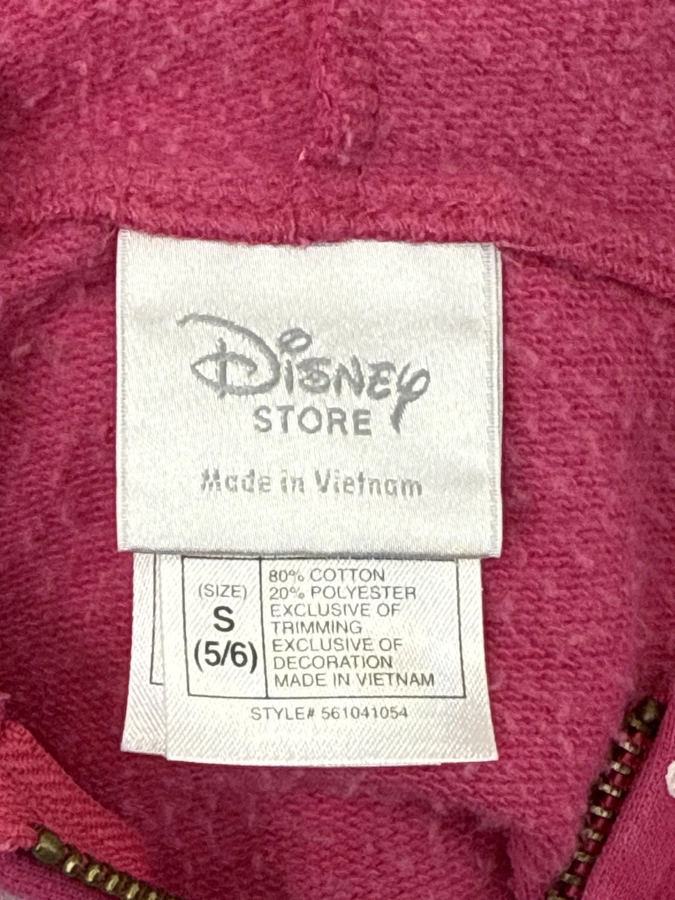 Disney
STORE
Made in Vietnam
(SIZE)
S
(5/6)
80% COTTON
20% POLYESTER
EXCLUSIVE OF
TRIMMING
EXCLUSIVE OF
DECORATION
MADE IN VIETNAM
STYLE# 561041054